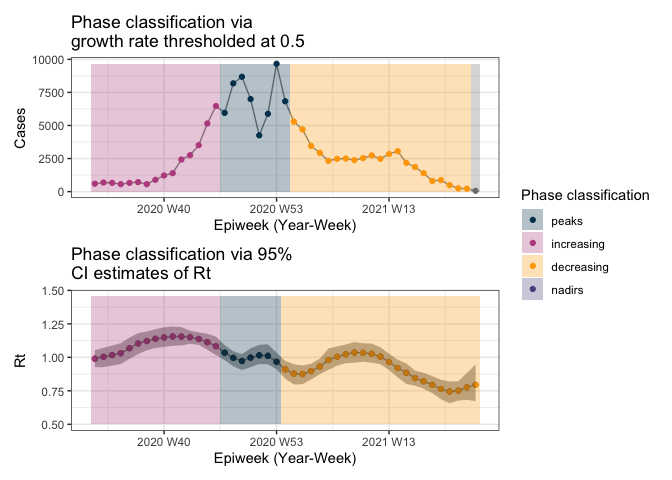 Phase classification via
growth rate thresholded at 0.5
10000
7500
5000
2500
0
Cases
2020 W40
2020 W53
2021 W13
Epiweek (Year-Week)
Phase classification
peaks
increasing
decreasing
nadirs
Phase classification via 95%
CI estimates of Rt
1.50
1.25
1.00
0.75
0.50
Rt
2020 W40
2020 W53
2021 W13
Epiweek (Year-Week)